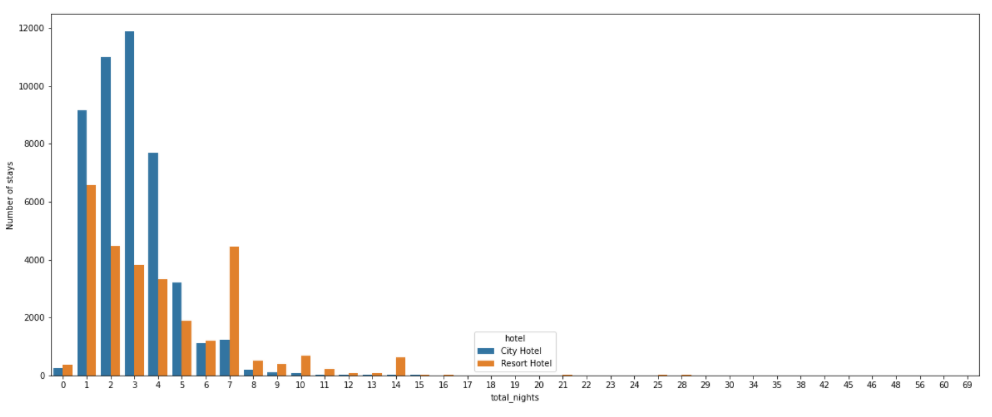 12000
10000
8000
6000
4000
2000
0
Number of stays
hotel
City Hotel
Resort Hotel
0 1 2 3 4 5 6 7 8 9 10 11 12 13 14 15 16 17 18 19 20 21 22 23 24 25 28 29 30 34 35 38 42 45 46 48 56 60 69
total_nights